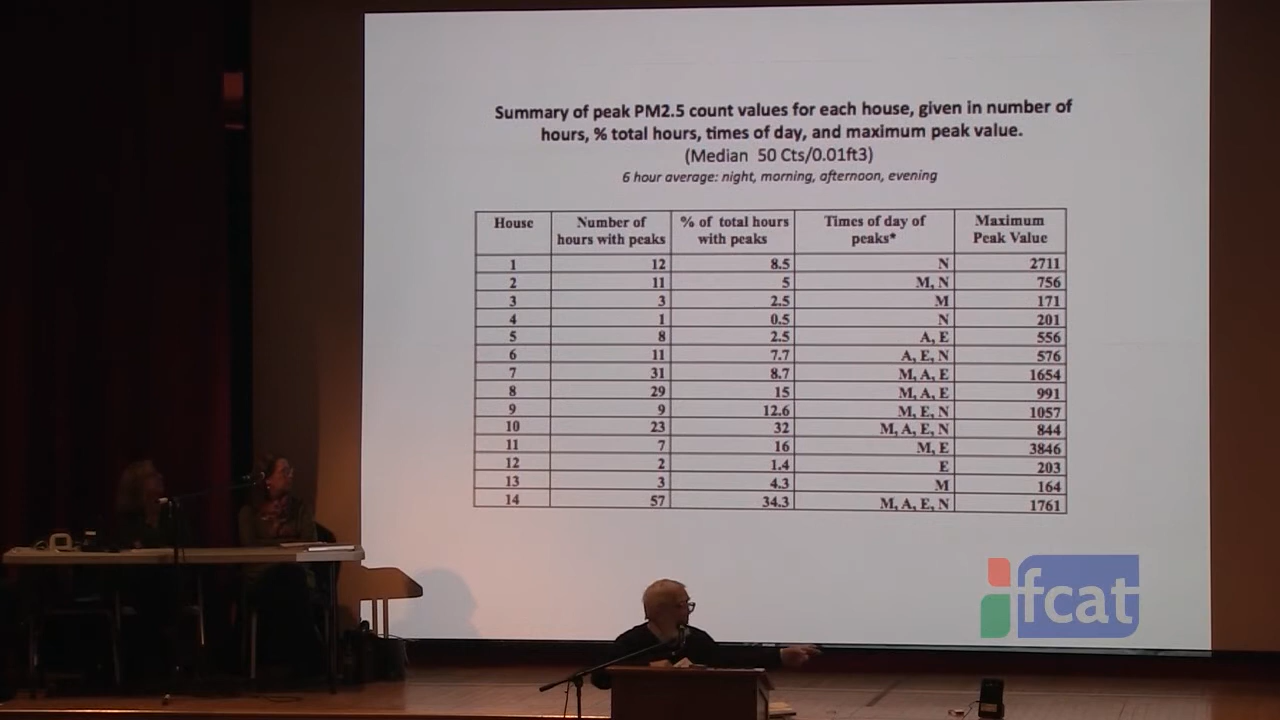 Summary of peak PM2.5 count values for each house, given in number of
hours, % total hours, times of day, and maximum peak value.
(Median 50 Cts/0.01ft3)
6 hour average: night, morning, afternoon, evening
House Number of hours with peaks % of total hours with peaks Times of day of peaks* Maximum Peak Value
1 12 8.5 N 2711
2 11 5 M, N 756
3 3 2.5 M 171
4 1 0.5 N 201
5 8 2.5 A, E 556
6 11 7.7 A, E, N 576
7 31 8.7 M, A, E 1654
8 29 15 M, A, E 991
9 9 12.6 M, E, N 1057
10 23 32 M, A, E, N 844
11 7 16 M, E 3846
12 2 1.4 E 203
13 3 4.3 M 164
14 57 34.3 M, A, E, N 1761
fcat